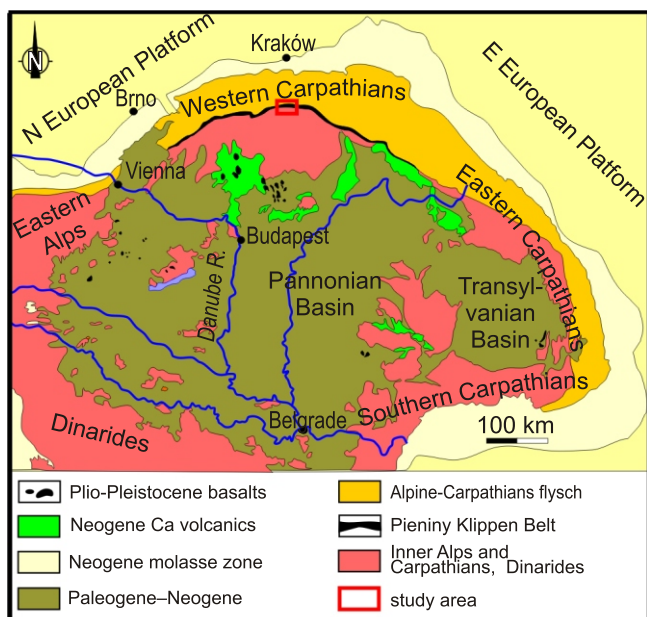 N
N European Platform
Kraków
E European Platform
Brno
Western Carpathians
Vienna
Eastern
Alps
Eastern Carpathians
Budapest
Danube R.
Pannonian
Basin
Transyl-
vanian
Basin
Southern Carpathians
Belgrade
Dinarides
100 km
Plio-Pleistocene basalts
Neogene Ca volcanics
Neogene molasse zone
Paleogene–Neogene
Alpine-Carpathians flysch
Pieniny Klippen Belt
Inner Alps and
Carpathians, Dinarides
study area